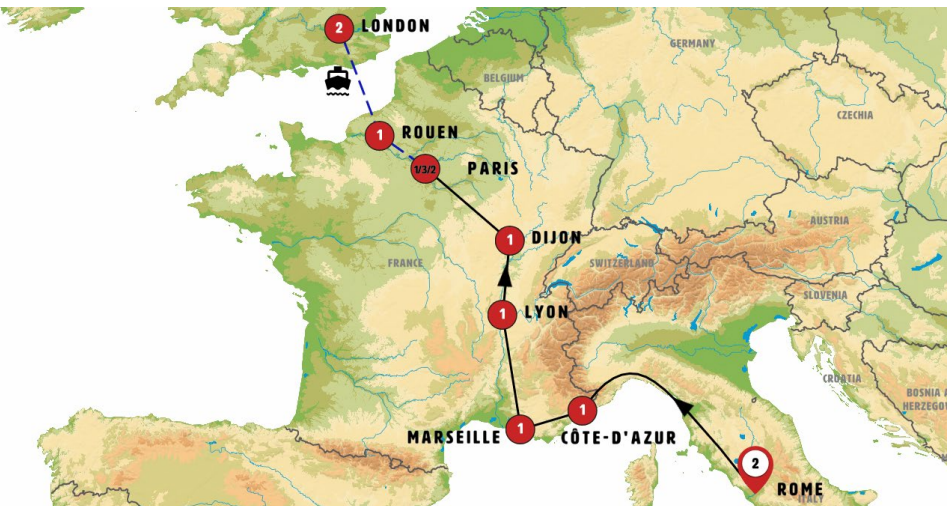 2 LONDON
GERMANY
BELGIUM
CZECHIA
1 ROUEN
1/3/2 PARIS
AUSTRIA
1 DIJON
FRANCE
SWITZERLAND
SLOVENIA
1 LYON
CROATIA
BOSNIA A
HERZEGOV
1 CÔTE-D'AZUR
MARSEILLE 1
2
ROME
ITALY